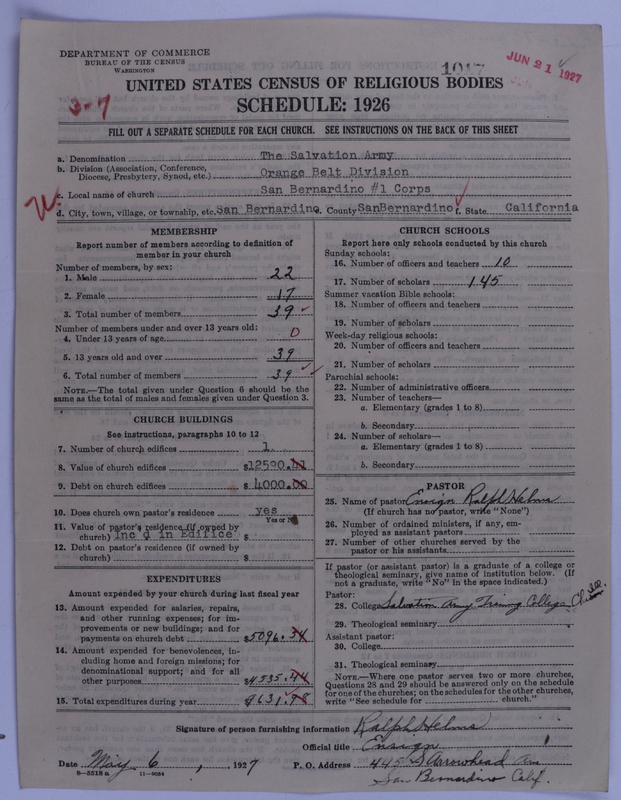 DEPARTMENT OF COMMERCE
BUREAU OF THE CENSUS
WASHINGTON
1017
JUN 21 1927
UNITED STATES CENSUS OF RELIGIOUS BODIES
3-7
SCHEDULE: 1926
FILL OUT A SEPARATE SCHEDULE FOR EACH CHURCH. SEE INSTRUCTIONS ON THE BACK OF THIS SHEET
a. Denomination The Salvation Army
b. Division (Association, Conference, Diocese, Presbytery, Synod, etc.) Orange Belt Division
c. Local name of church San Bernardino #1 Corps
d. City, town, village, or township, etc. San Bernardino e. County SanBernardino f. State California
MEMBERSHIP
Report number of members according to definition of
member in your church
Number of members, by sex:
1. Male 22
2. Female 17
3. Total number of members 39
Number of members under and over 13 years old:
4. Under 13 years of age 0
5. 13 years old and over 39
6. Total number of members 39
NOTE.—The total given under Question 6 should be the
same as the total of males and females given under Question 3.
CHURCH BUILDINGS
See instructions, paragraphs 10 to 12
7. Number of church edifices 1
8. Value of church edifices $12590.41
9. Debt on church edifices $ 4000.00
10. Does church own pastor's residence yes
Yes or No
11. Value of pastor's residence (if owned by
church) Inc'd in Edifice $
12. Debt on pastor's residence (if owned by
church) $
EXPENDITURES
Amount expended by your church during last fiscal year
13. Amount expended for salaries, repairs,
and other running expenses; for im-
provements or new buildings; and for
payments on church debt $5096.34
14. Amount expended for benevolences, in-
cluding home and foreign missions; for
denominational support; and for all
other purposes $4535.44
15. Total expenditures during year $9631.78
CHURCH SCHOOLS
Report here only schools conducted by this church
Sunday schools:
16. Number of officers and teachers 10
17. Number of scholars 145
Summer vacation Bible schools:
18. Number of officers and teachers
19. Number of scholars
Week-day religious schools:
20. Number of officers and teachers
21. Number of scholars
Parochial schools:
22. Number of administrative officers
23. Number of teachers—
a. Elementary (grades 1 to 8)
b. Secondary
24. Number of scholars—
a. Elementary (grades 1 to 8)
b. Secondary
PASTOR
25. Name of pastor Ensign Ralph Helms
(If church has no pastor, write "None")
26. Number of ordained ministers, if any, em-
ployed as assistant pastors
27. Number of other churches served by the
pastor or his assistants
If pastor (or assistant pastor) is a graduate of a college or
theological seminary, give name of institution below. (If
not a graduate, write "No" in the space indicated.)
Pastor:
28. College Salvation Army Training College
29. Theological seminary
Assistant pastor:
30. College
31. Theological seminary
NOTE.—Where one pastor serves two or more churches,
Questions 28 and 29 should be answered only on the schedule
for one of the churches; on the schedules for the other churches,
write "See schedule for church."
Signature of person furnishing information Ralph Helms
Official title Ensign
Date May 6, 1927 P. O. Address 445 S Arrowhead Ave
8-5518 a 11-9084
San Bernardino Calif.